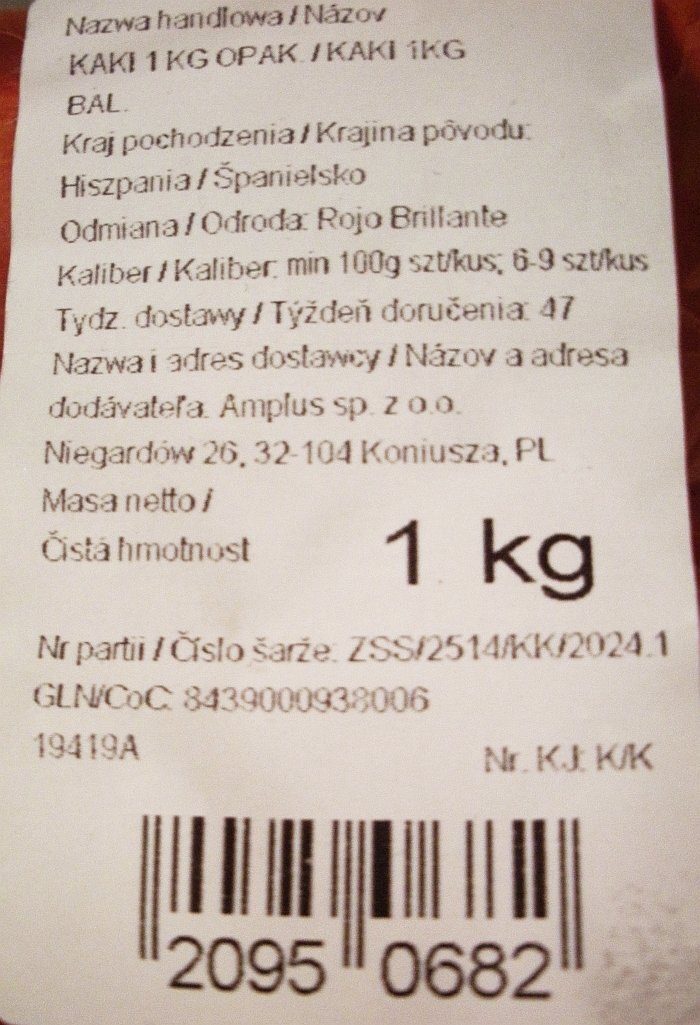 Nazwa handlowa / Názov
KAKI 1 KG OPAK. / KAKI 1KG
BAL.
Kraj pochodzenia / Krajina pôvodu:
Hiszpania / Španielsko
Odmiana / Odroda: Rojo Brillante
Kaliber / Kaliber: min 100g szt/kus; 6-9 szt/kus
Tydz. dostawy / Týždeň doručenia: 47
Nazwa i adres dostawcy / Názov a adresa
dodávateľa: Amplus sp. z o.o.
Niegardów 26, 32-104 Koniusza, PL
Masa netto /
Čistá hmotnost
1 kg
Nr partii / Číslo šarže: ZSS/2514/KK/2024.1
GLN/CoC: 8439000938006
19419A
Nr. KJ: K/K
2095 0682